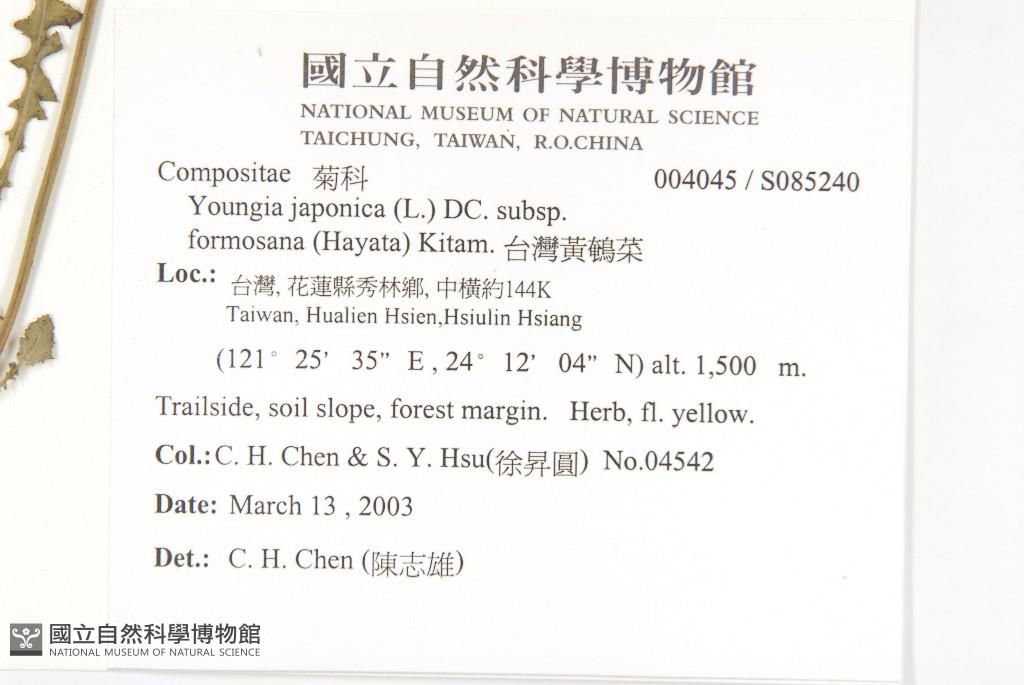 國立自然科學博物館
NATIONAL MUSEUM OF NATURAL SCIENCE
TAICHUNG, TAIWAN, R.O.CHINA
Compositae 菊科 004045 / S085240
Youngia japonica (L.) DC. subsp.
formosana (Hayata) Kitam. 台灣黃鵪菜
Loc.: 台灣, 花蓮縣秀林鄉, 中橫約144K
Taiwan, Hualien Hsien,Hsiulin Hsiang
(121° 25’ 35” E , 24° 12’ 04” N) alt. 1,500 m.
Trailside, soil slope, forest margin. Herb, fl. yellow.
Col.: C. H. Chen & S. Y. Hsu(徐昇圓) No.04542
Date: March 13 , 2003
Det.: C. H. Chen (陳志雄)
國立自然科學博物館
NATIONAL MUSEUM OF NATURAL SCIENCE